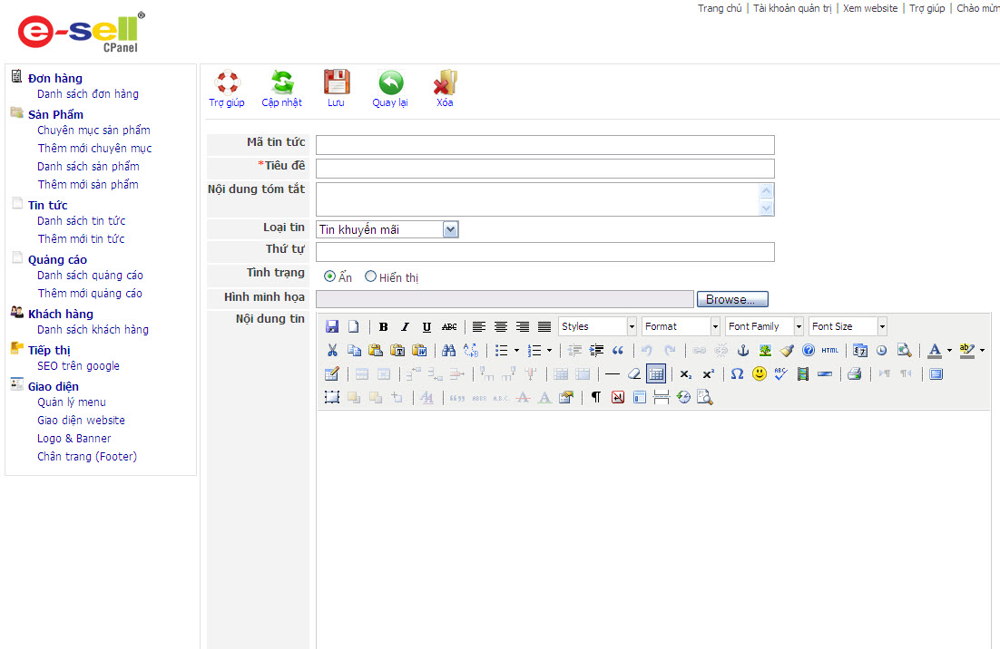 Trang chủ | Tài khoản quản trị | Xem website | Trợ giúp | Chào mừn
e-sell®
CPanel
Đơn hàng
Danh sách đơn hàng
Sản Phẩm
Chuyên mục sản phẩm
Thêm mới chuyên mục
Danh sách sản phẩm
Thêm mới sản phẩm
Tin tức
Danh sách tin tức
Thêm mới tin tức
Quảng cáo
Danh sách quảng cáo
Thêm mới quảng cáo
Khách hàng
Danh sách khách hàng
Tiếp thị
SEO trên google
Giao diện
Quản lý menu
Giao diện website
Logo & Banner
Chân trang (Footer)
Trợ giúp Cập nhật Lưu Quay lại Xóa
Mã tin tức
*Tiêu đề
Nội dung tóm tắt
Loại tin Tin khuyến mãi
Thứ tự
Tình trạng Ẩn Hiển thị
Hình minh họa Browse...
Nội dung tin
B I U ABC Styles Format Font Family Font Size
HTML A ab
ABC
ABBR A.B.C. A A